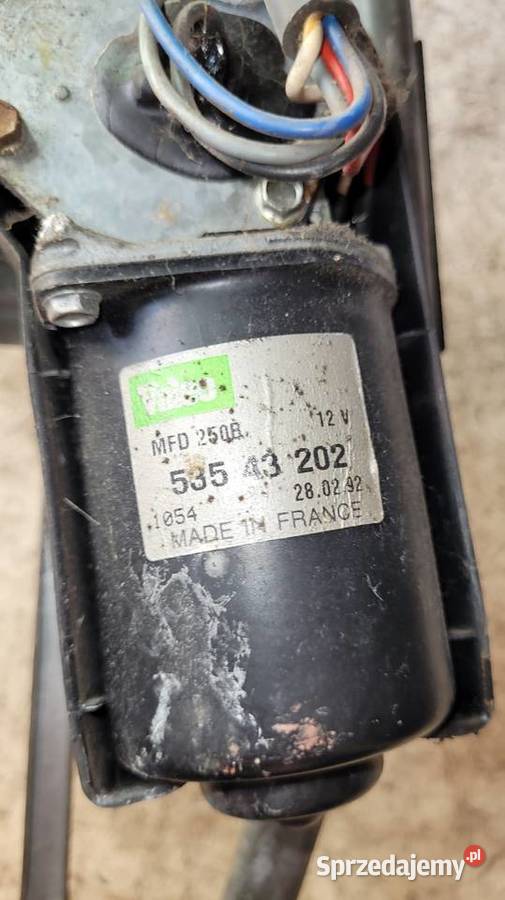 Valeo
MFD 250B 12 V
535 43 202
1054 28.02.92
MADE IN FRANCE
Sprzedajemy.pl